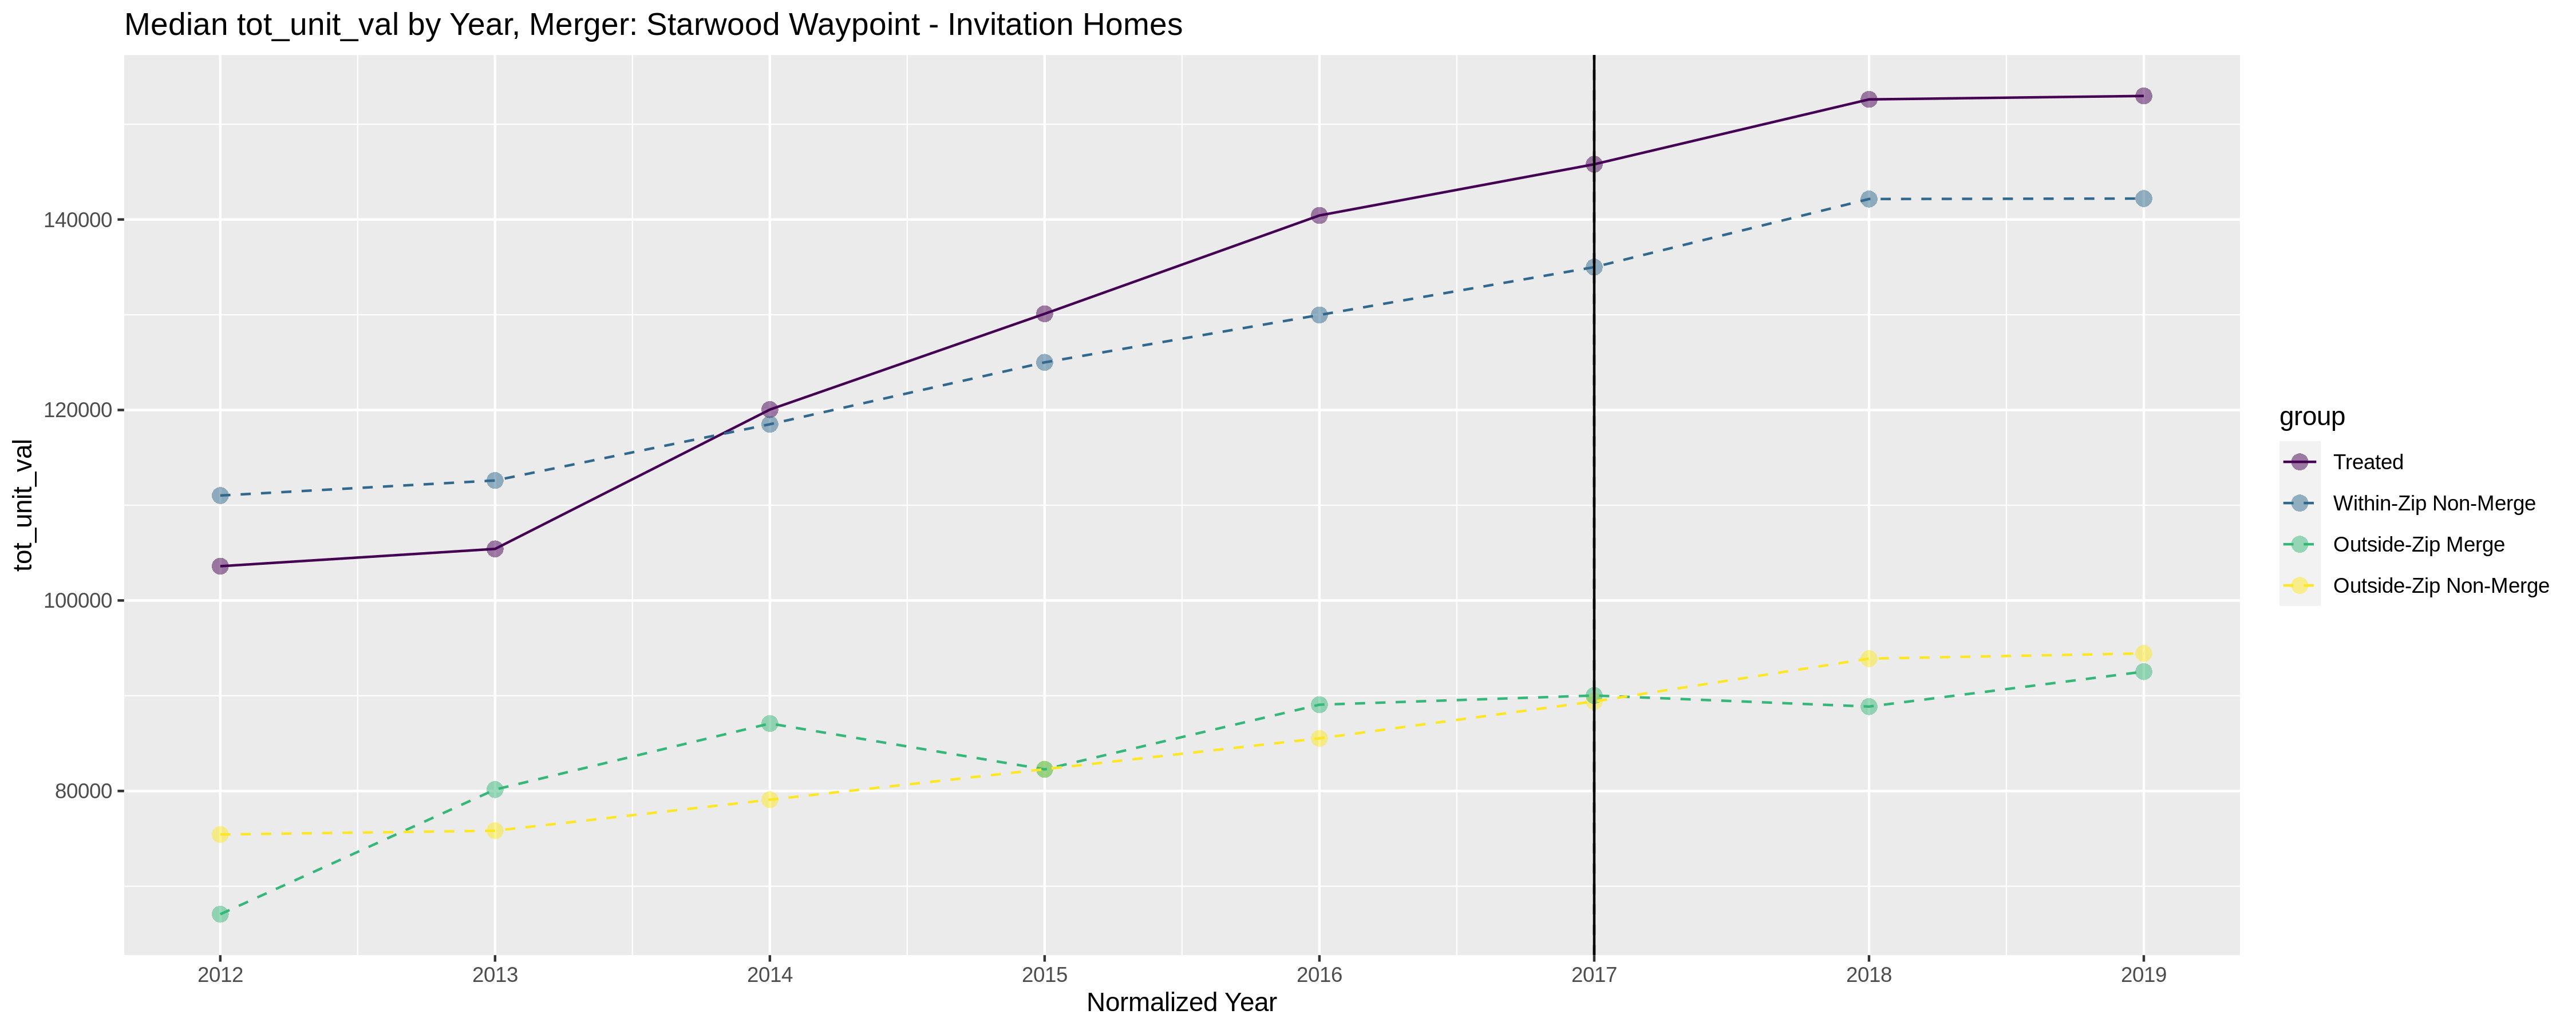 Median tot_unit_val by Year, Merger: Starwood Waypoint - Invitation Homes
tot_unit_val
140000
120000
100000
80000
2012 2013 2014 2015 2016 2017 2018 2019
Normalized Year
group
Treated
Within-Zip Non-Merge
Outside-Zip Merge
Outside-Zip Non-Merge